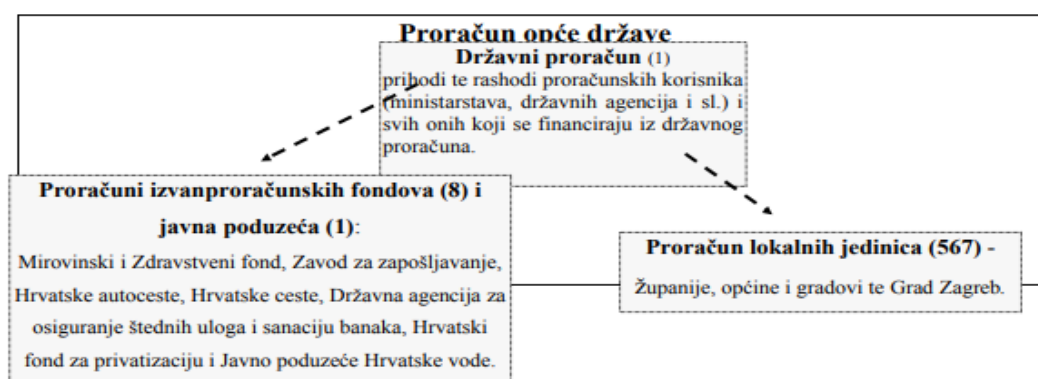 Proračun opće države
Državni proračun (1)
prihodi te rashodi proračunskih korisnika
(ministarstava, državnih agencija i sl.) i
svih onih koji se financiraju iz državnog
proračuna.
Proračuni izvanproračunskih fondova (8) i
javna poduzeća (1):
Mirovinski i Zdravstveni fond, Zavod za zapošljavanje,
Hrvatske autoceste, Hrvatske ceste, Državna agencija za
osiguranje štednih uloga i sanaciju banaka, Hrvatski
fond za privatizaciju i Javno poduzeće Hrvatske vode.
Proračun lokalnih jedinica (567) -
Županije, općine i gradovi te Grad Zagreb.